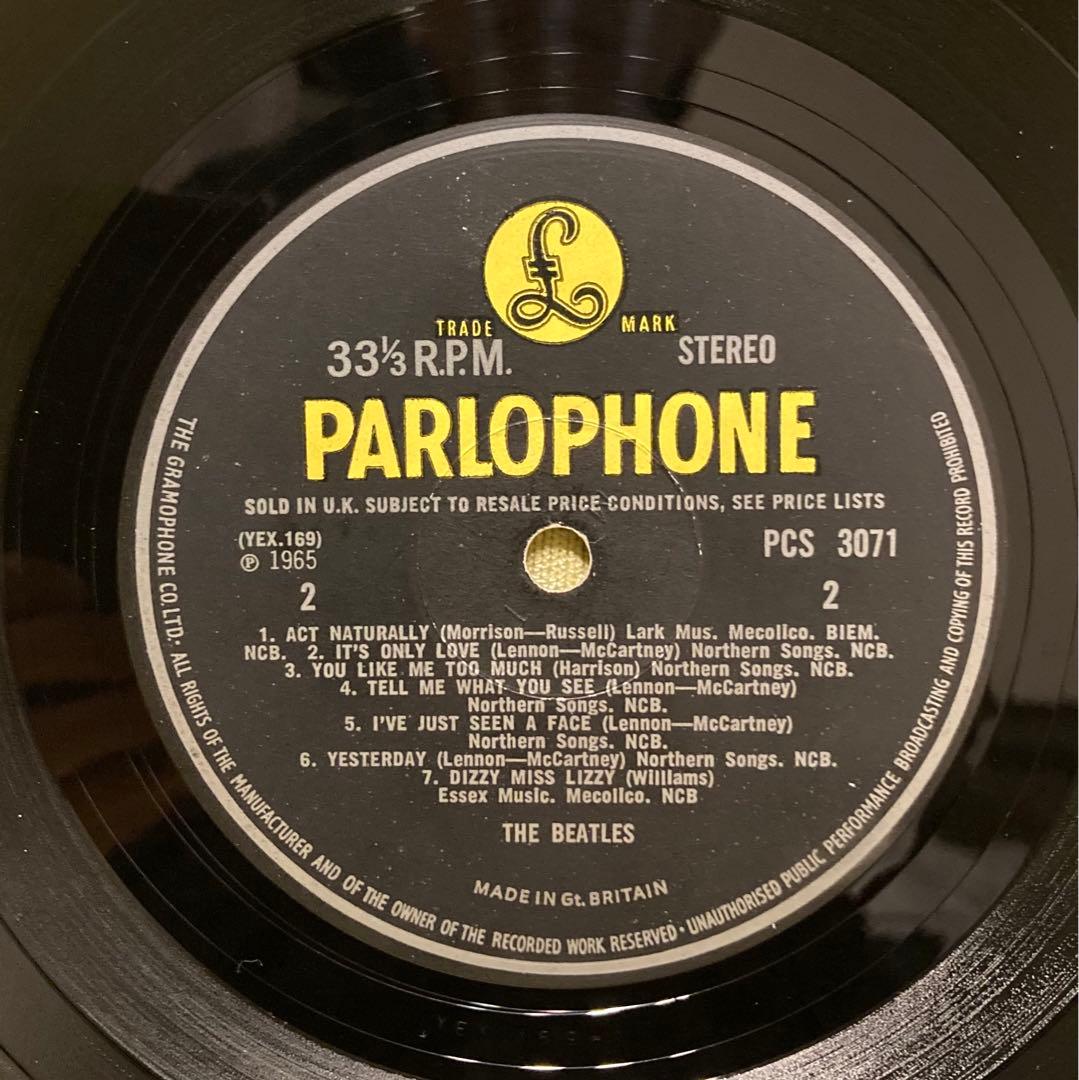 £
TRADE MARK
33⅓ R.P.M. STEREO
PARLOPHONE
SOLD IN U.K. SUBJECT TO RESALE PRICE CONDITIONS, SEE PRICE LISTS
(YEX.169) PCS 3071
℗ 1965
2 2
1. ACT NATURALLY (Morrison—Russell) Lark Mus. Mecolico. BIEM.
NCB. 2. IT'S ONLY LOVE (Lennon—McCartney) Northern Songs. NCB.
3. YOU LIKE ME TOO MUCH (Harrison) Northern Songs. NCB.
4. TELL ME WHAT YOU SEE (Lennon—McCartney)
Northern Songs. NCB.
5. I'VE JUST SEEN A FACE (Lennon—McCartney)
Northern Songs. NCB.
6. YESTERDAY (Lennon—McCartney) Northern Songs. NCB.
7. DIZZY MISS LIZZY (Williams)
Essex Music. Mecolico. NCB
THE BEATLES
MADE IN Gt. BRITAIN
THE GRAMOPHONE CO. LTD. · ALL RIGHTS OF THE MANUFACTURER AND OF THE OWNER OF THE RECORDED WORK RESERVED · UNAUTHORISED PUBLIC PERFORMANCE BROADCASTING AND COPYING OF THIS RECORD PROHIBITED